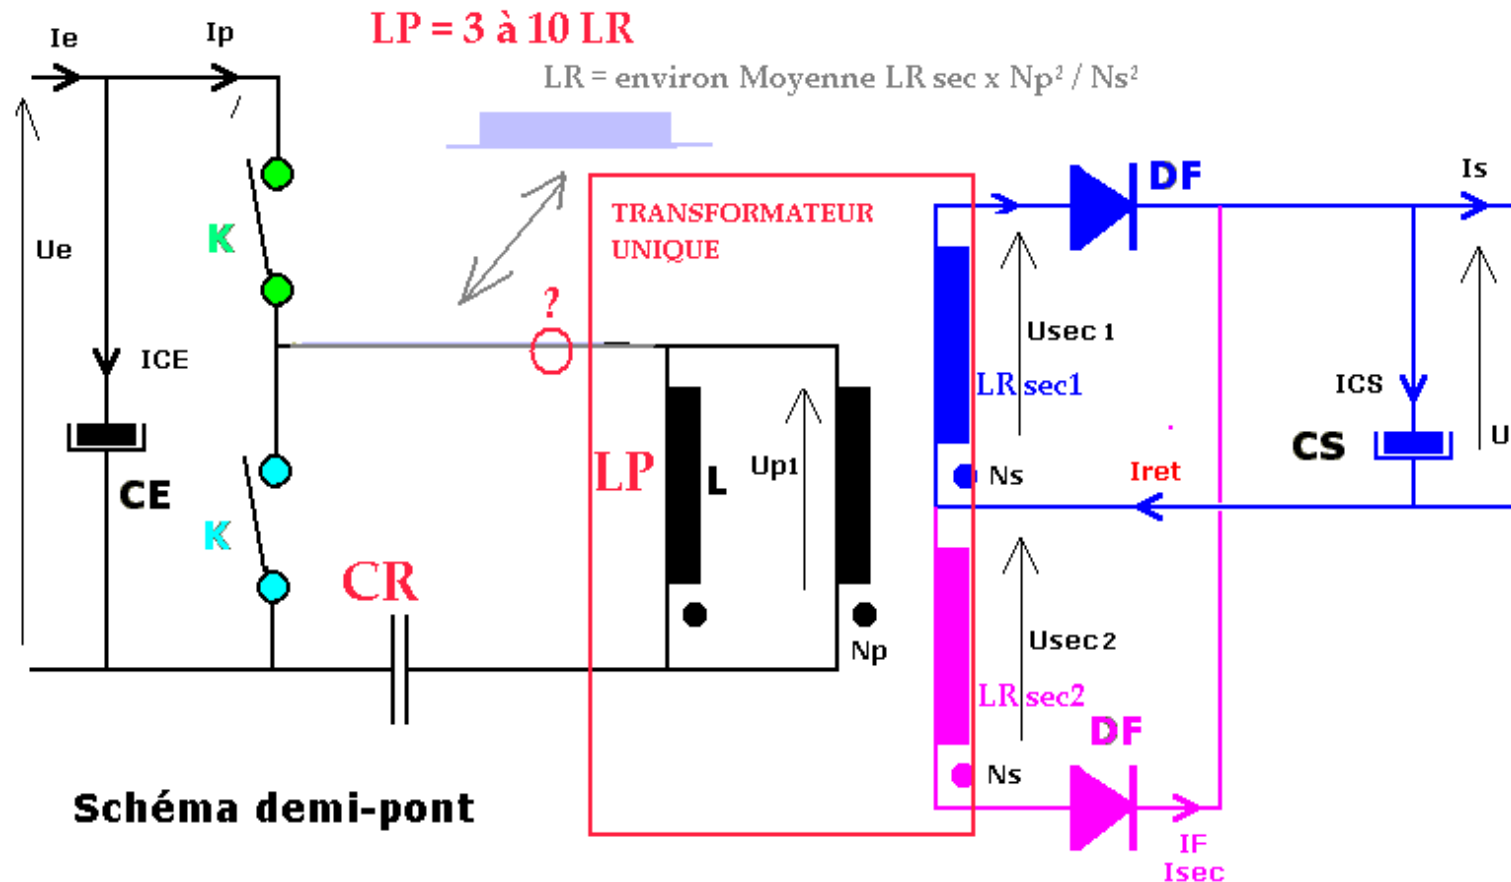 LP = 3 à 10 LR
Ie
Ip
LR = environ Moyenne LR sec x Np² / Ns²
DF
Is
TRANSFORMATEUR
UNIQUE
K
Ue
?
Usec 1
ICE
LR sec1
ICS
LP
L
Up1
Ns
Iret
CS
U
CE
K
CR
Np
Usec 2
LR sec2
DF
Ns
Schéma demi-pont
IF
Isec